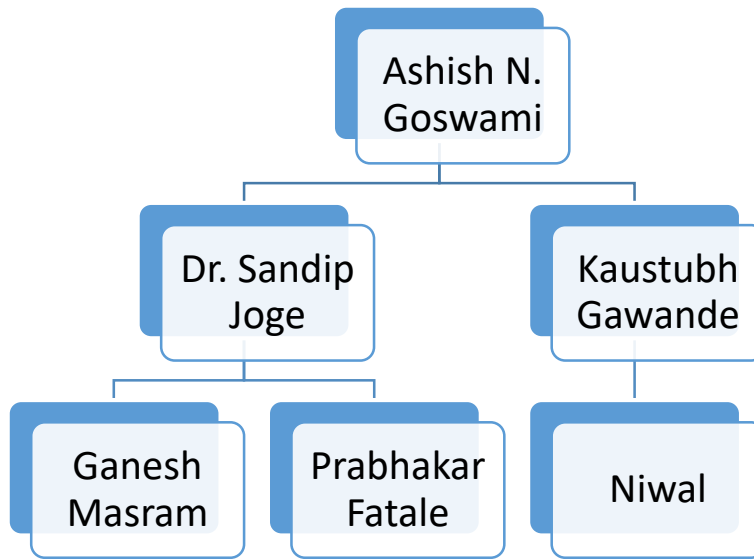 Ashish N.
Goswami
Dr. Sandip
Joge
Kaustubh
Gawande
Ganesh
Masram
Prabhakar
Fatale
Niwal